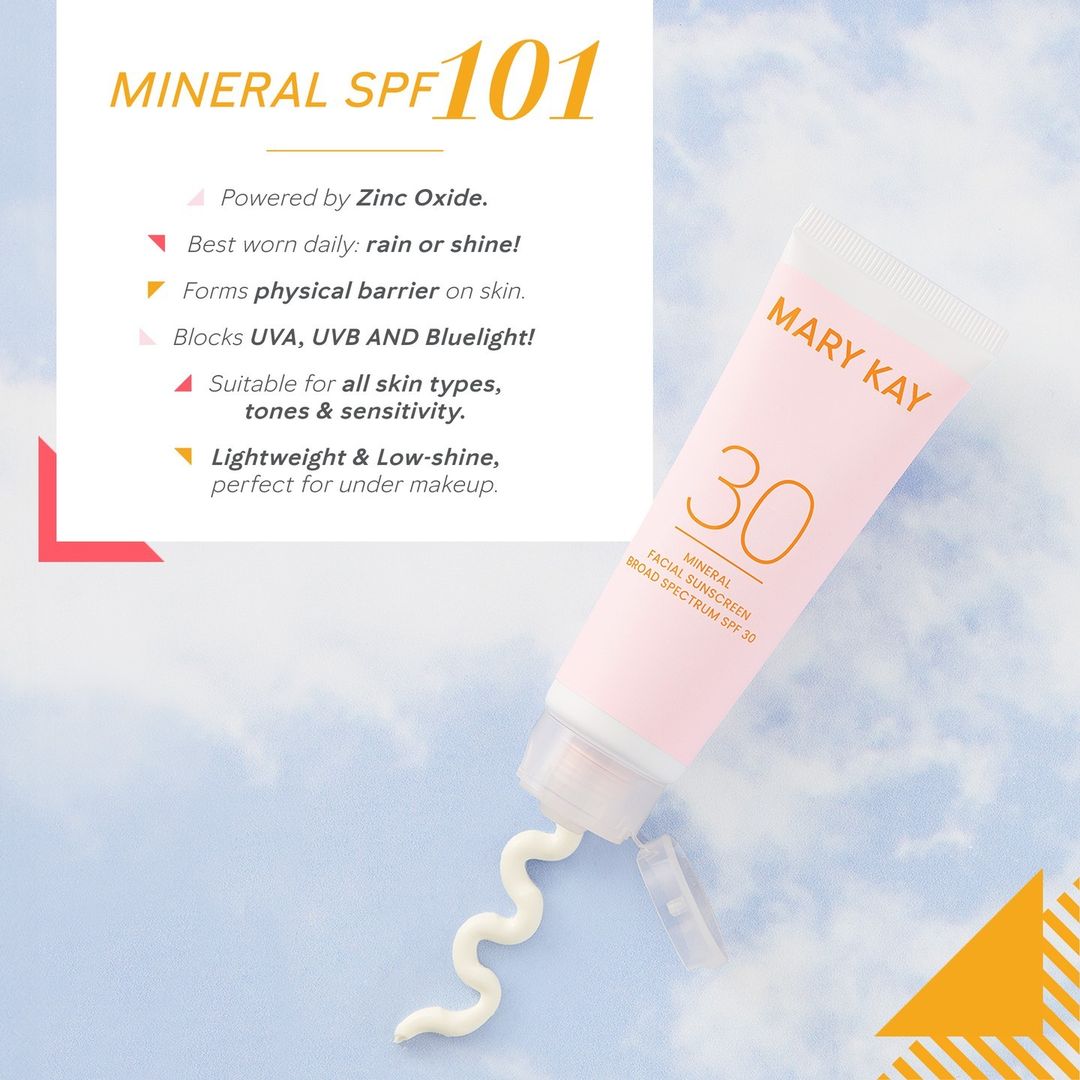 MINERAL SPF 101
Powered by Zinc Oxide.
Best worn daily: rain or shine!
Forms physical barrier on skin.
Blocks UVA, UVB AND Bluelight!
Suitable for all skin types,
tones & sensitivity.
Lightweight & Low-shine,
perfect for under makeup.
MARY KAY
30
MINERAL
FACIAL SUNSCREEN
BROAD SPECTRUM SPF 30